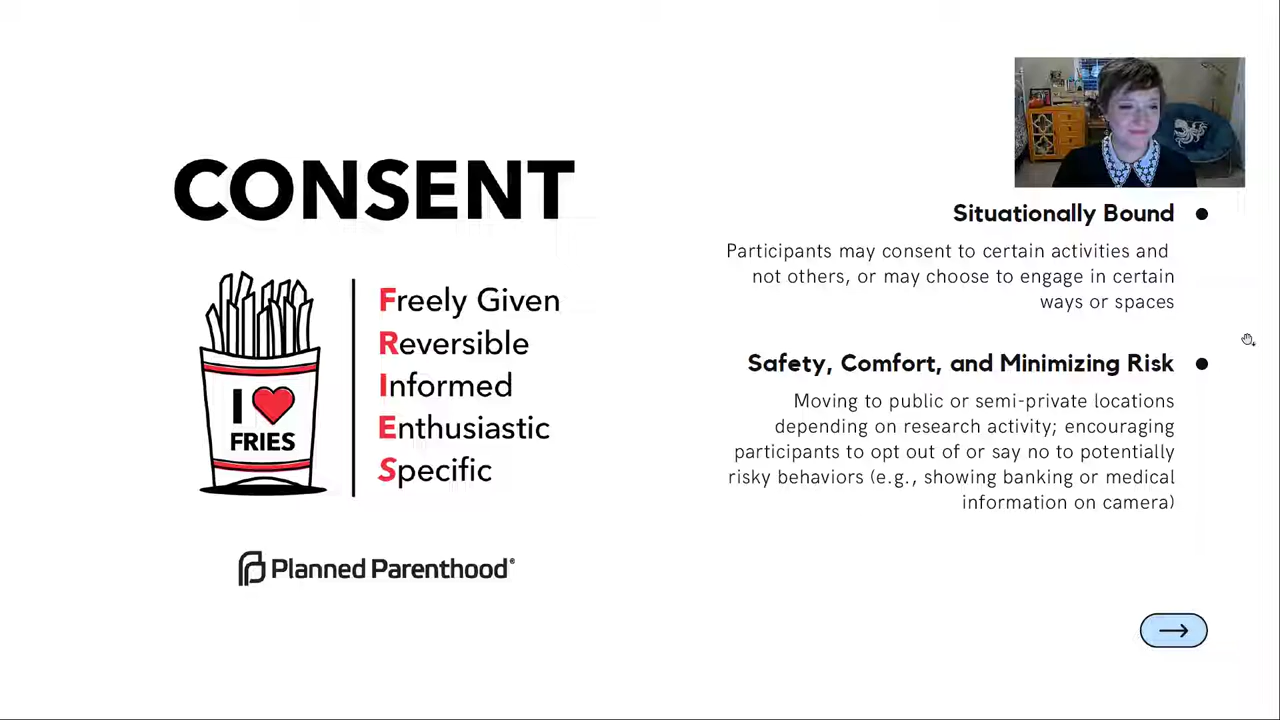 CONSENT
I
FRIES
Freely Given
Reversible
Informed
Enthusiastic
Specific
Planned Parenthood®
Situationally Bound
Participants may consent to certain activities and
not others, or may choose to engage in certain
ways or spaces
Safety, Comfort, and Minimizing Risk
Moving to public or semi-private locations
depending on research activity; encouraging
participants to opt out of or say no to potentially
risky behaviors (e.g., showing banking or medical
information on camera)